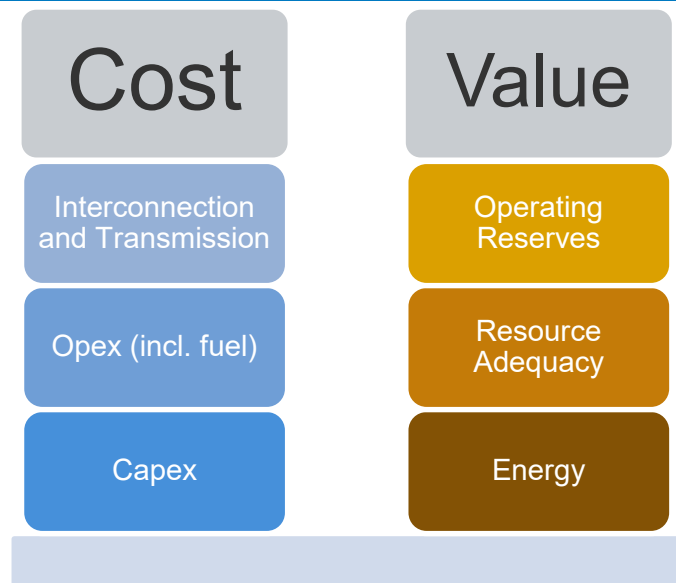 Cost
Interconnection
and Transmission
Opex (incl. fuel)
Capex
Value
Operating
Reserves
Resource
Adequacy
Energy